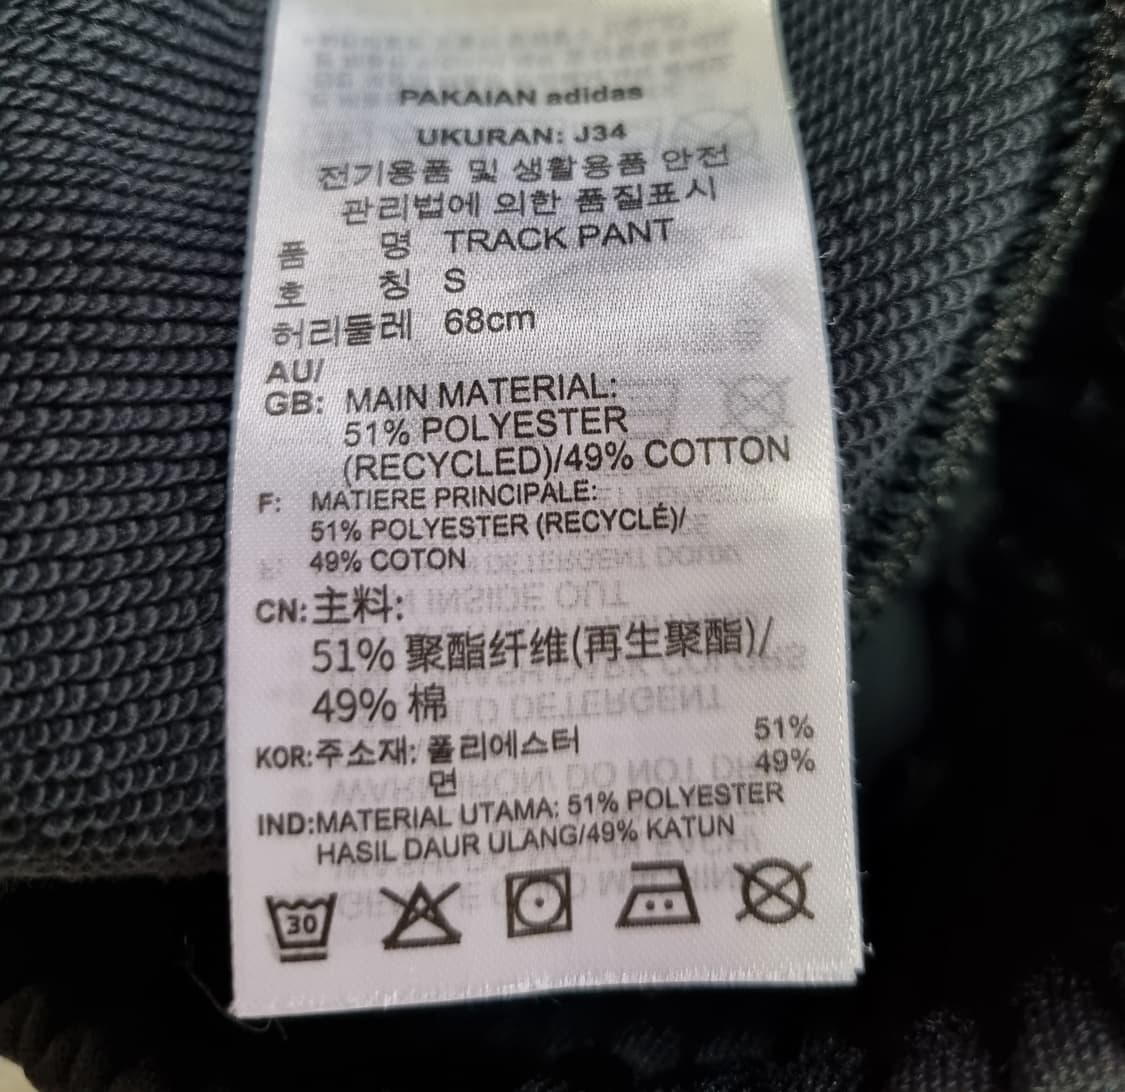 PAKAIAN adidas
UKURAN: J34
전기용품 및 생활용품 안전
관리법에 의한 품질표시
품 명 TRACK PANT
호 칭 S
허리둘레 68cm
AU/
GB: MAIN MATERIAL:
51% POLYESTER
(RECYCLED)/49% COTTON
F: MATIERE PRINCIPALE:
51% POLYESTER (RECYCLÉ)/
49% COTON
CN:主料:
51% 聚酯纤维(再生聚酯)/
49% 棉
KOR:주소재: 폴리에스터 51%
면 49%
IND:MATERIAL UTAMA: 51% POLYESTER
HASIL DAUR ULANG/49% KATUN
30